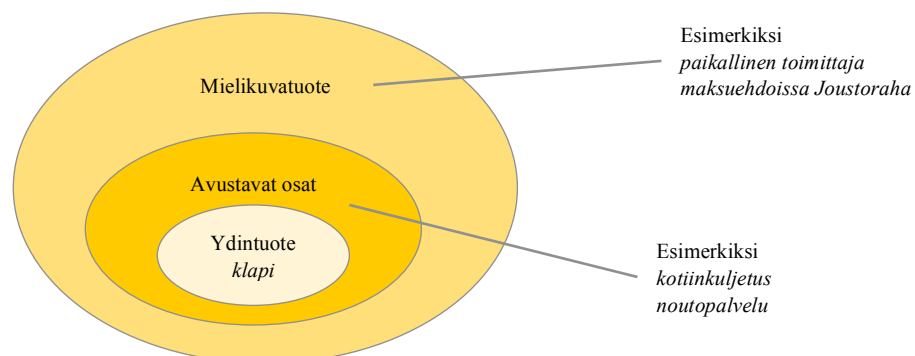 Esimerkiksi
paikallinen toimittaja
maksuehdoissa Joustoraha
Mielikuvatuote
Avustavat osat
Ydintuote
klapi
Esimerkiksi
kotiinkuljetus
noutopalvelu